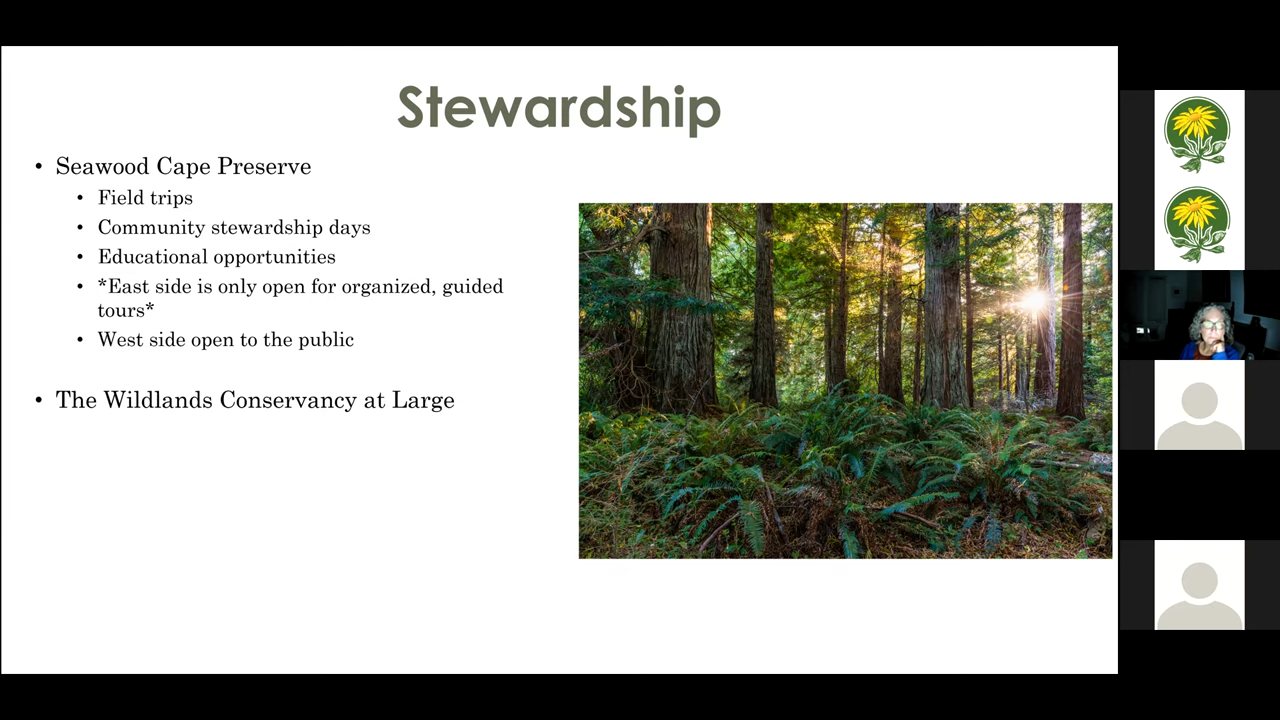 Stewardship
• Seawood Cape Preserve
• Field trips
• Community stewardship days
• Educational opportunities
• *East side is only open for organized, guided
tours*
• West side open to the public
• The Wildlands Conservancy at Large